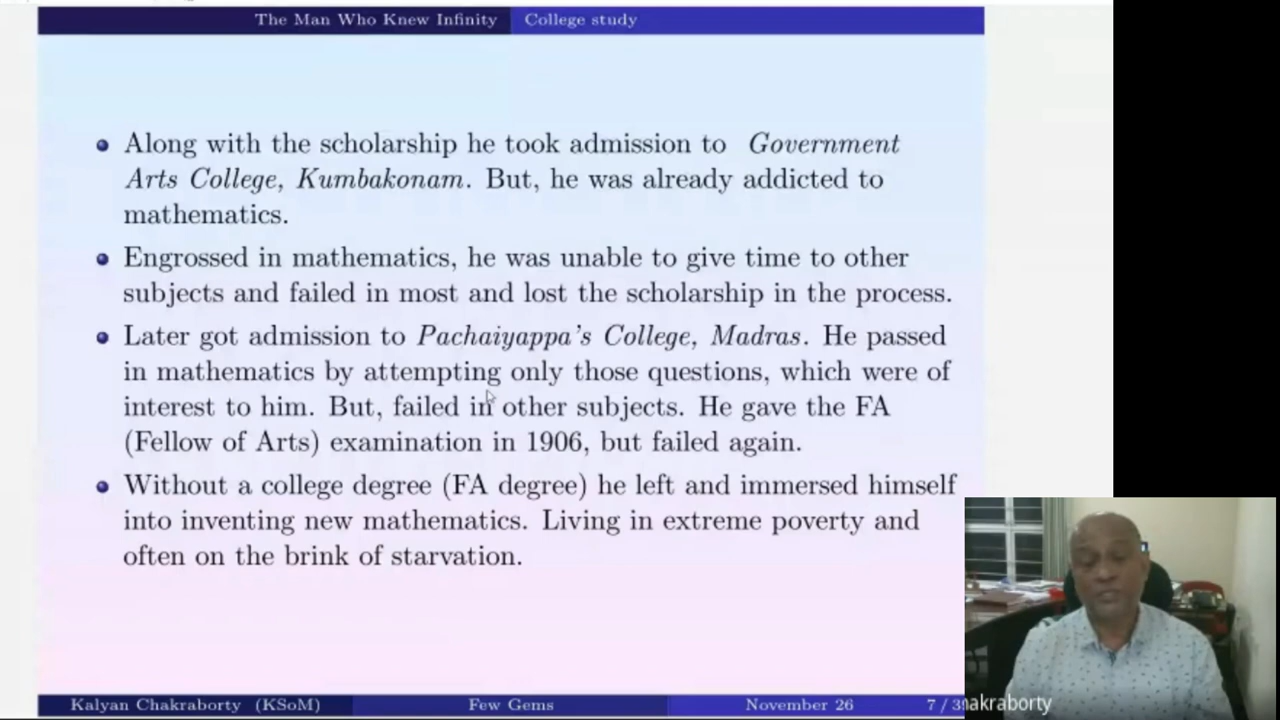 The Man Who Knew Infinity College study
Along with the scholarship he took admission to Government
Arts College, Kumbakonam. But, he was already addicted to
mathematics.
Engrossed in mathematics, he was unable to give time to other
subjects and failed in most and lost the scholarship in the process.
Later got admission to Pachaiyappa's College, Madras. He passed
in mathematics by attempting only those questions, which were of
interest to him. But, failed in other subjects. He gave the FA
(Fellow of Arts) examination in 1906, but failed again.
Without a college degree (FA degree) he left and immersed himself
into inventing new mathematics. Living in extreme poverty and
often on the brink of starvation.
Kalyan Chakraborty (KSoM) Few Gems November 26 7 / 3